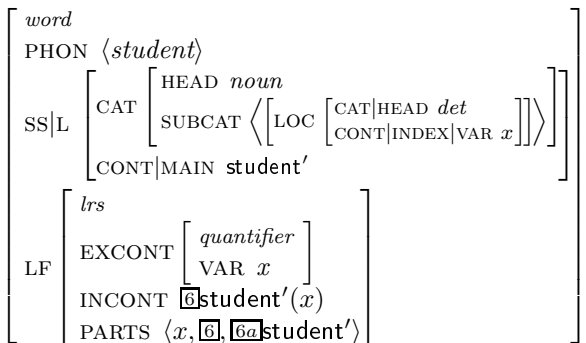 word
PHON ⟨student⟩
SS|L [CAT [HEAD noun
SUBCAT ⟨[LOC [CAT|HEAD det
CONT|INDEX|VAR x]]⟩]
CONT|MAIN student′]
LF [lrs
EXCONT [quantifier
VAR x]
INCONT [6]student′(x)
PARTS ⟨x, [6], [6a]student′⟩]